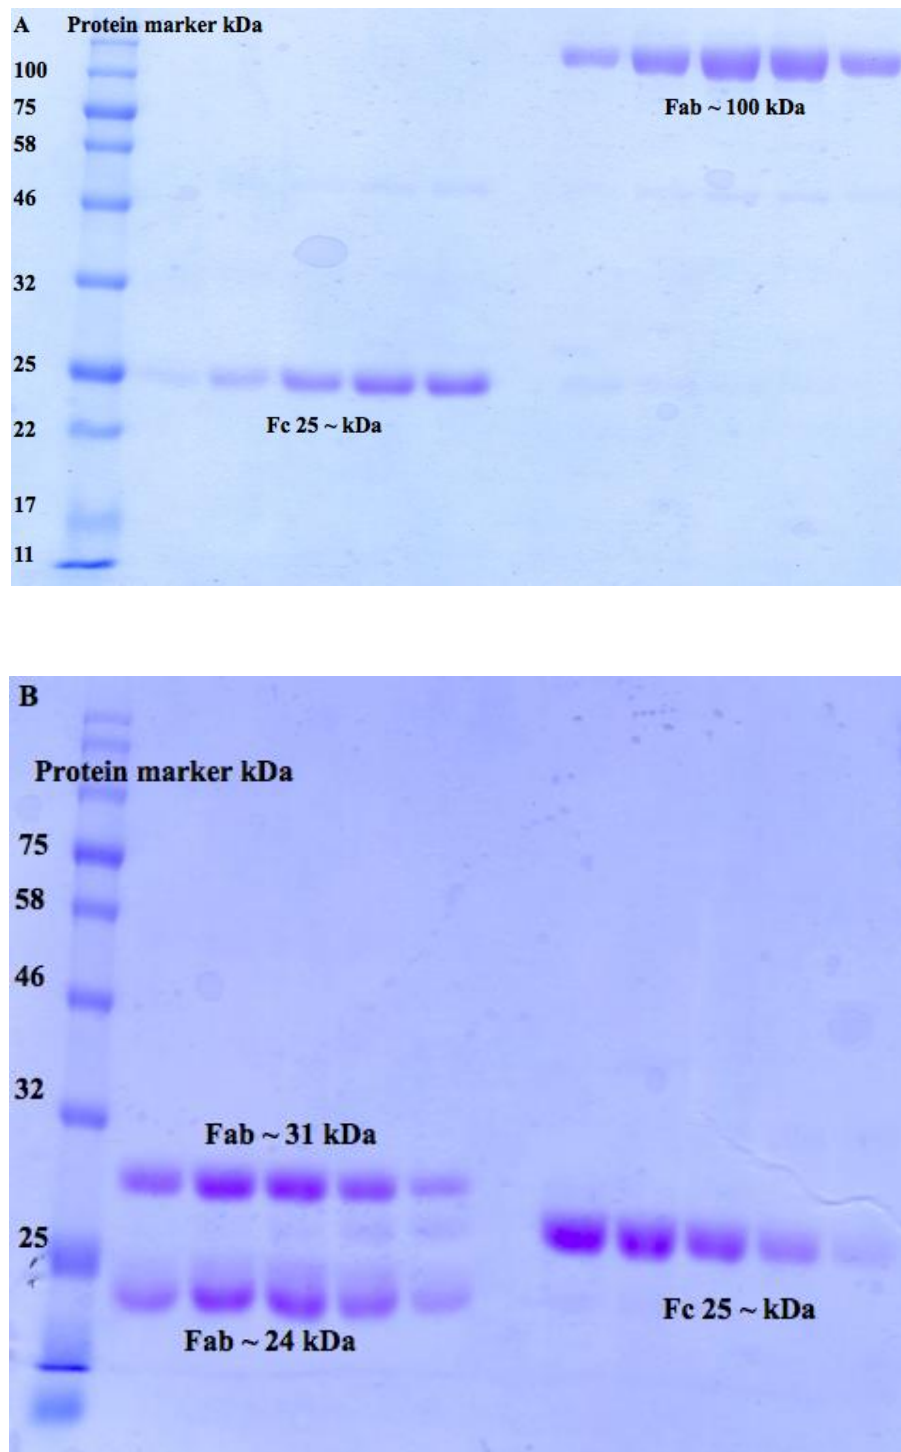 A Protein marker kDa
100
75
58
46
32
25
22
17
11
Fab ~ 100 kDa
Fc 25 ~ kDa
B
Protein marker kDa
75
58
46
32
25
Fab ~ 31 kDa
Fab ~ 24 kDa
Fc 25 ~ kDa